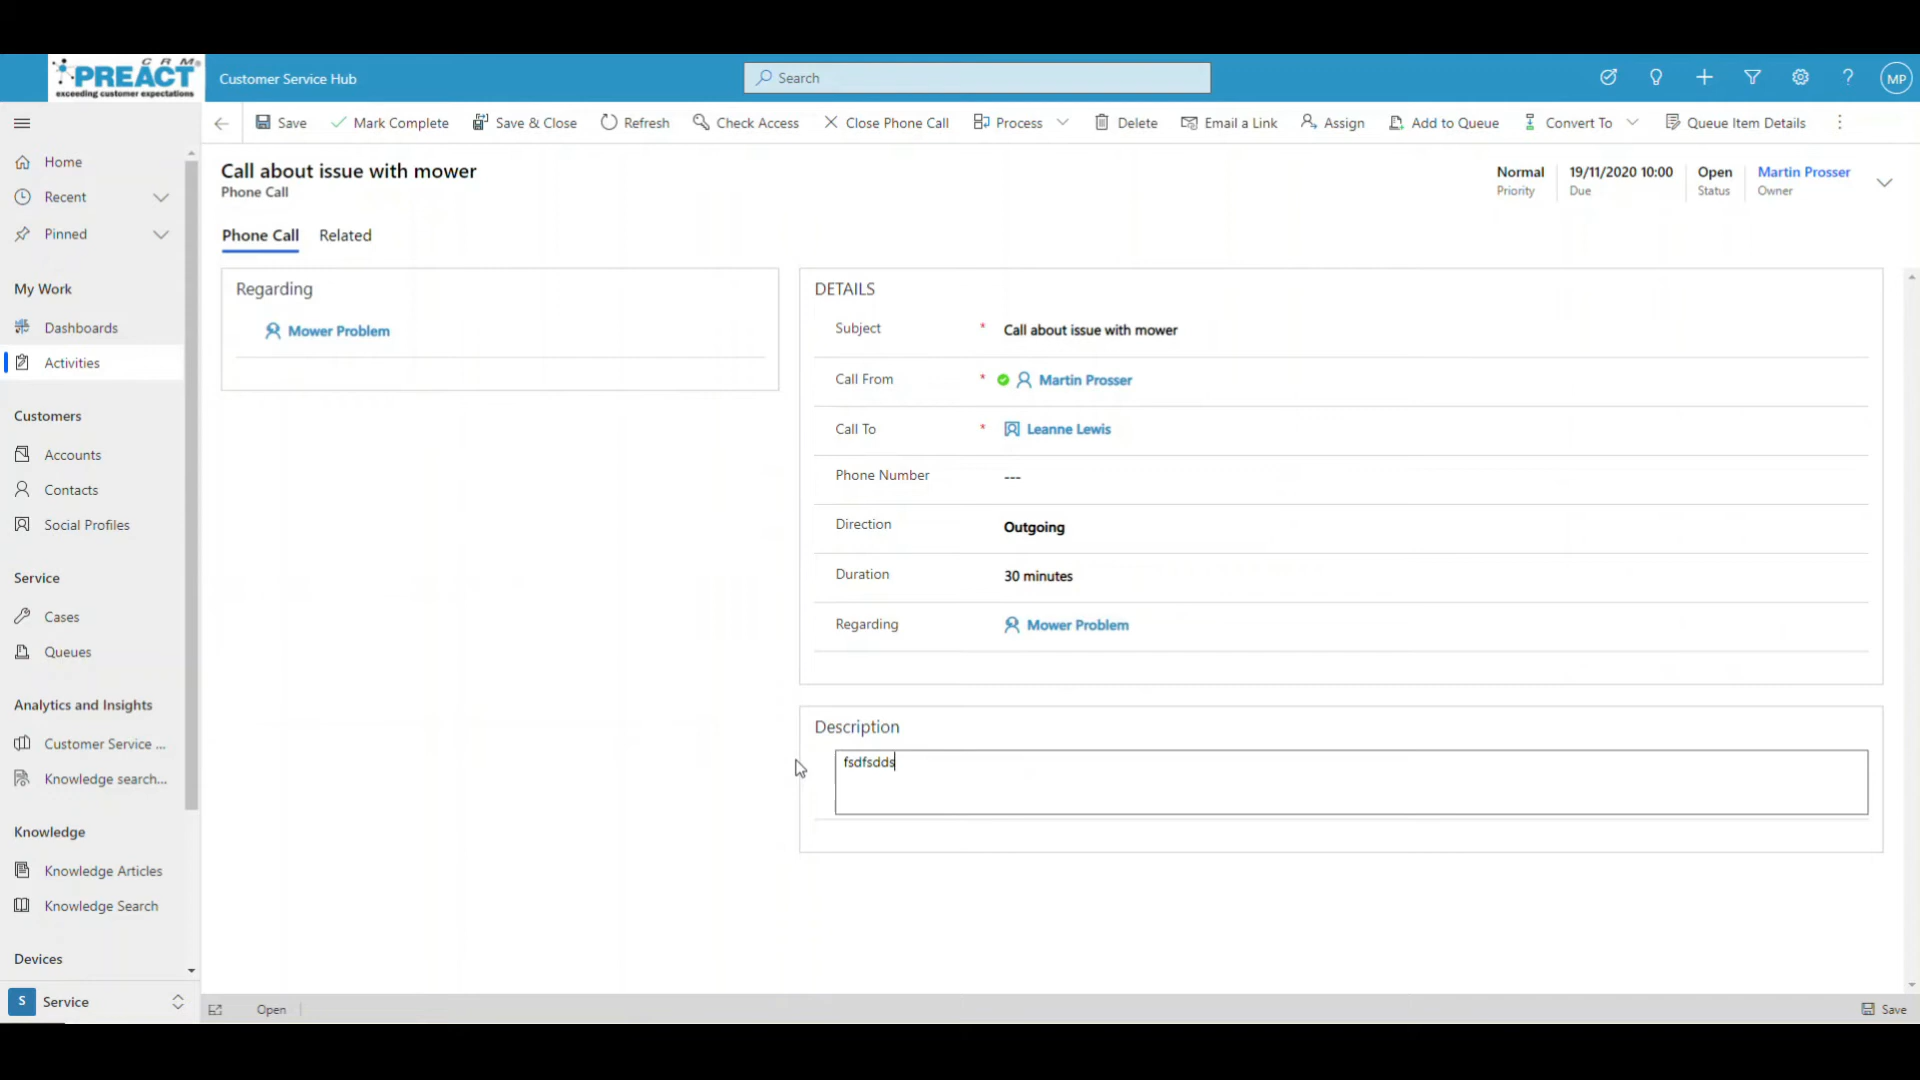 CRM®
PREACT
exceeding customer expectations
Customer Service Hub
Search
MP
Save
Mark Complete
Save & Close
Refresh
Check Access
Close Phone Call
Process
Delete
Email a Link
Assign
Add to Queue
Convert To
Queue Item Details
Home
Recent
Pinned
My Work
Dashboards
Activities
Customers
Accounts
Contacts
Social Profiles
Service
Cases
Queues
Analytics and Insights
Customer Service ...
Knowledge search...
Knowledge
Knowledge Articles
Knowledge Search
Devices
S Service
Call about issue with mower
Phone Call
Normal
Priority
19/11/2020 10:00
Due
Open
Status
Martin Prosser
Owner
Phone Call
Related
Regarding
Mower Problem
DETAILS
Subject * Call about issue with mower
Call From * Martin Prosser
Call To * Leanne Lewis
Phone Number ---
Direction Outgoing
Duration 30 minutes
Regarding Mower Problem
Description
fsdfsdds
Open
Save